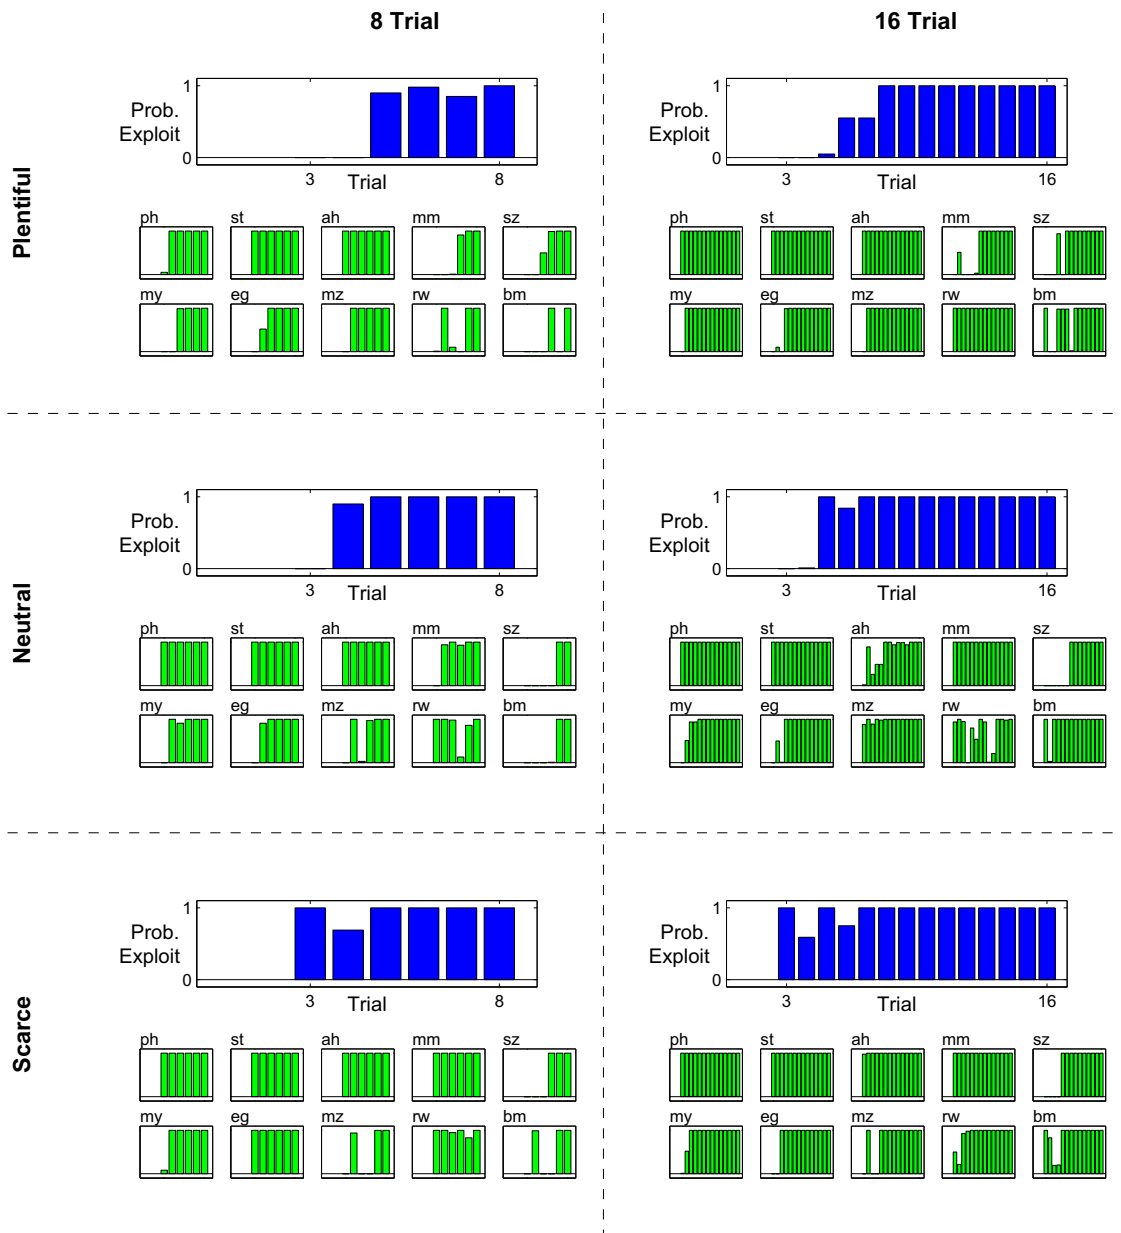 8 Trial
16 Trial
Plentiful
1
Prob.
Exploit
0
3
Trial
8
ph st ah mm sz
my eg mz rw bm
1
Prob.
Exploit
0
3
Trial
16
ph st ah mm sz
my eg mz rw bm
Neutral
1
Prob.
Exploit
0
3
Trial
8
ph st ah mm sz
my eg mz rw bm
1
Prob.
Exploit
0
3
Trial
16
ph st ah mm sz
my eg mz rw bm
Scarce
1
Prob.
Exploit
0
3
Trial
8
ph st ah mm sz
my eg mz rw bm
1
Prob.
Exploit
0
3
Trial
16
ph st ah mm sz
my eg mz rw bm